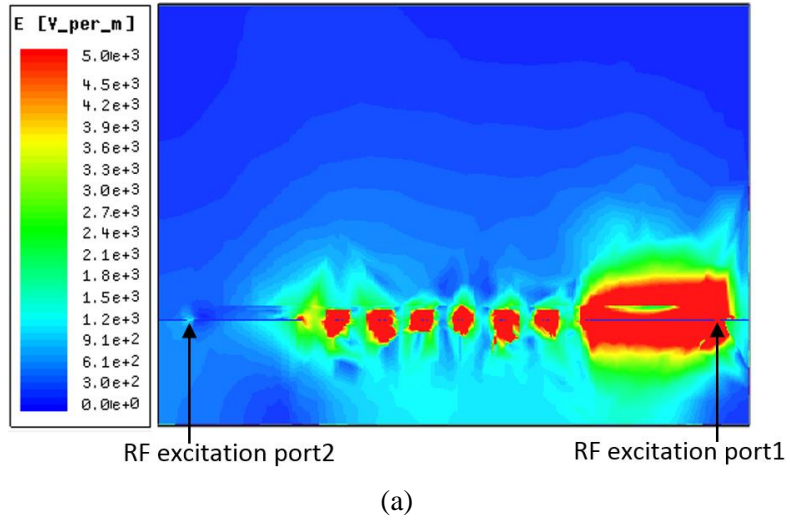 E [V_per_m]
5.0e+3
4.5e+3
4.2e+3
3.9e+3
3.6e+3
3.3e+3
3.0e+3
2.7e+3
2.4e+3
2.1e+3
1.8e+3
1.5e+3
1.2e+3
9.1e+2
6.1e+2
3.0e+2
0.0e+0
RF excitation port2
RF excitation port1
(a)